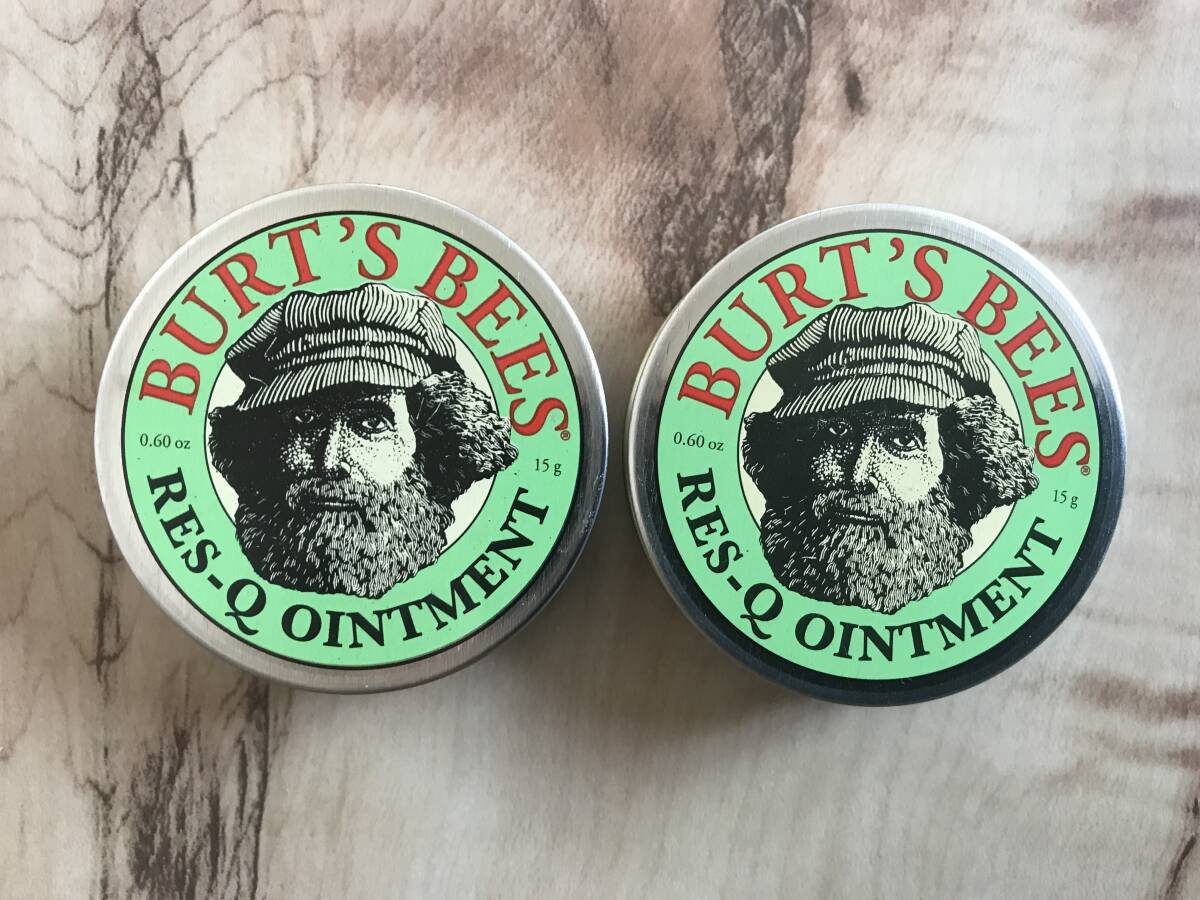 BURT'S BEES®
0.60 oz
15 g
RES-Q OINTMENT
BURT'S BEES®
0.60 oz
15 g
RES-Q OINTMENT